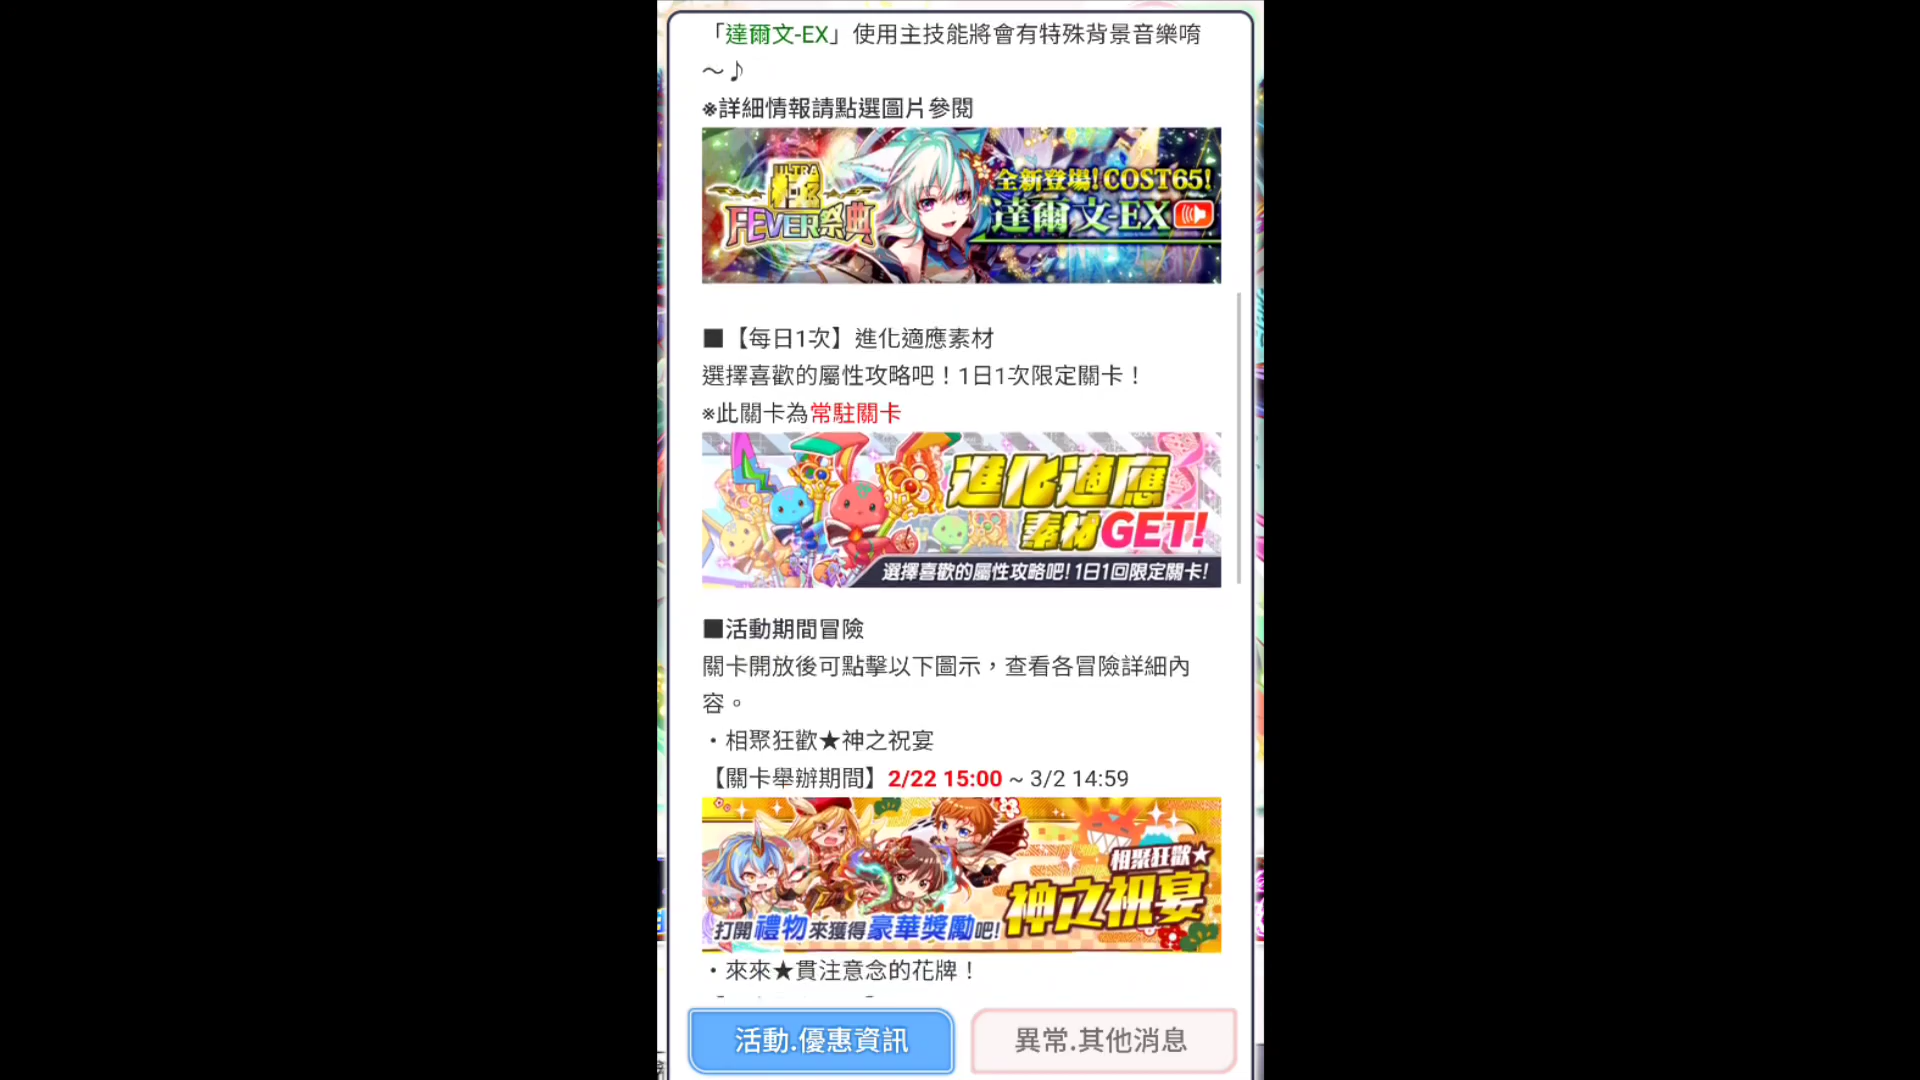 「達爾文-EX」使用主技能將會有特殊背景音樂唷
～♪
※詳細情報請點選圖片參閱
ULTRA
極
FEVER祭典
全新登場!COST65!
達爾文-EX
■【每日1次】進化適應素材
選擇喜歡的屬性攻略吧！1日1次限定關卡！
※此關卡為常駐關卡
進化適應
素材GET!
選擇喜歡的屬性攻略吧!1日1回限定關卡!
■活動期間冒險
關卡開放後可點擊以下圖示，查看各冒險詳細內
容。
・相聚狂歡★神之祝宴
【關卡舉辦期間】2/22 15:00 ~ 3/2 14:59
相聚狂歡★
神之祝宴
打開禮物來獲得豪華獎勵吧!
・來來★貫注意念的花牌！
活動.優惠資訊
異常.其他消息